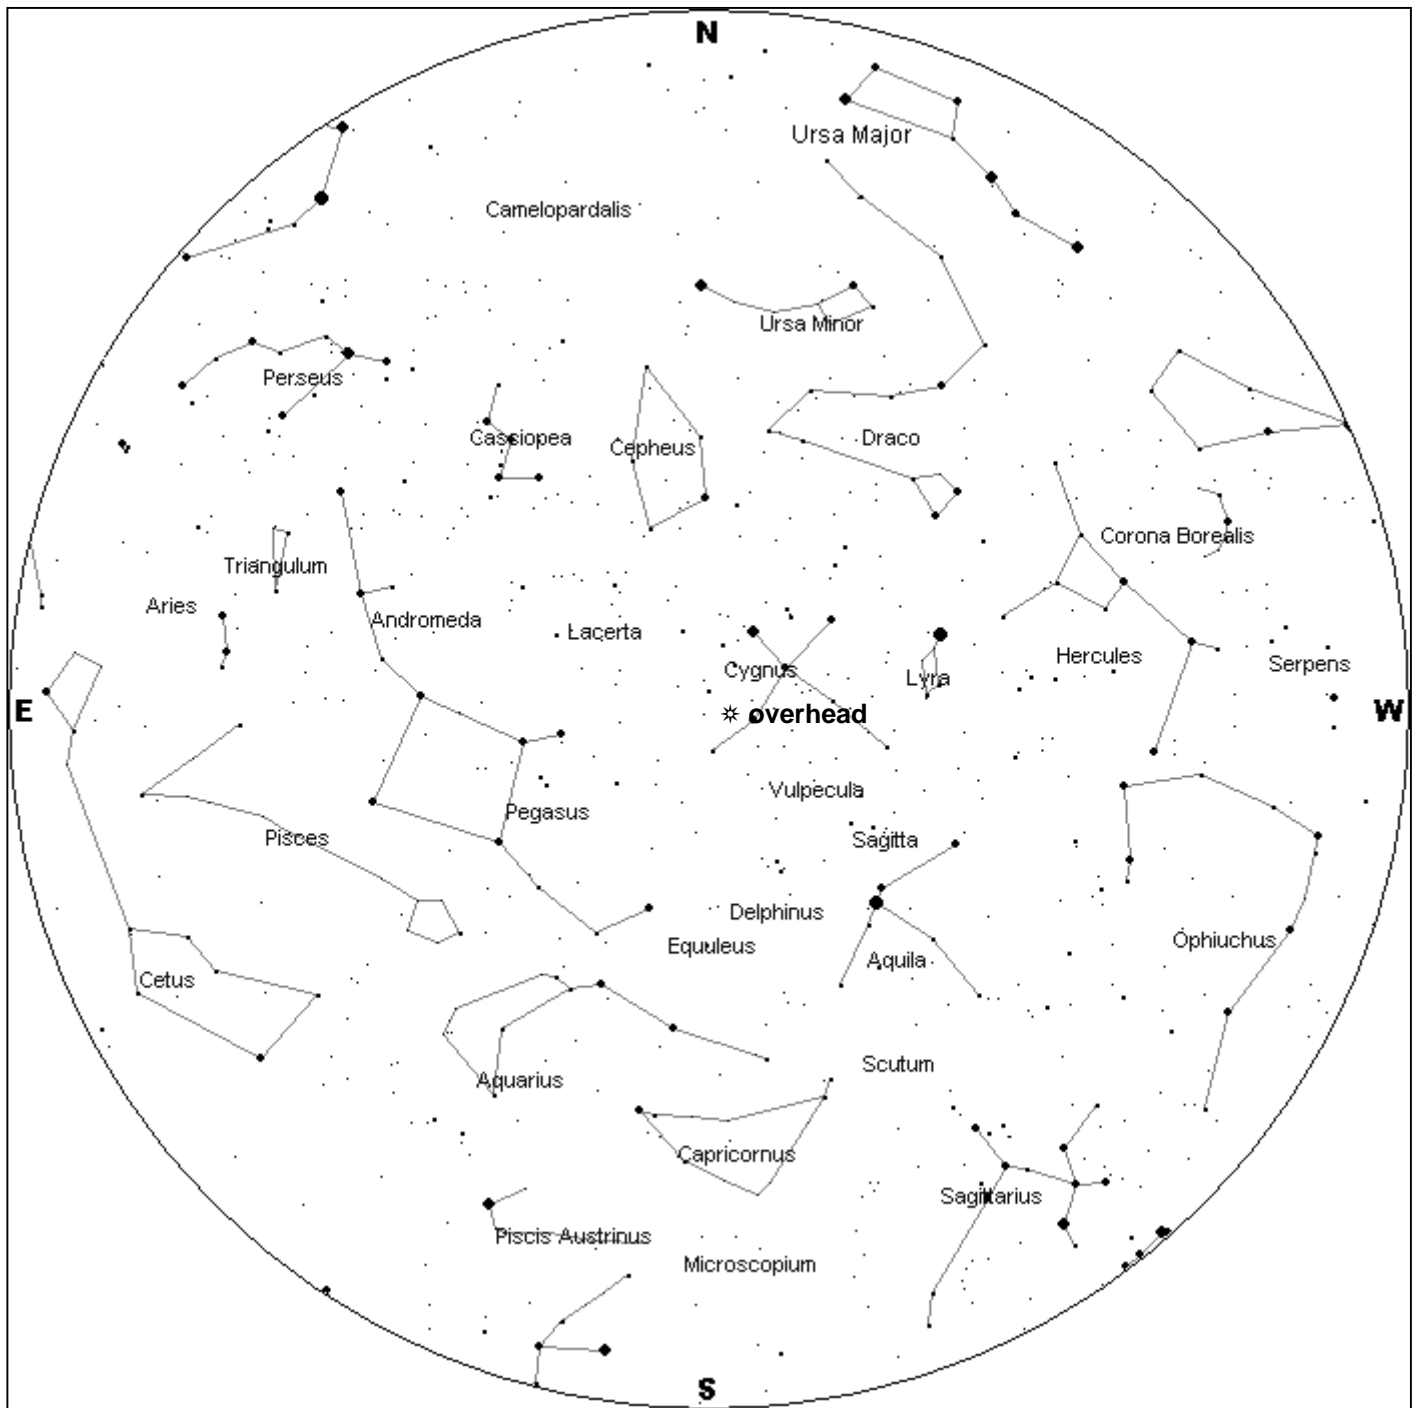 N
Ursa Major
Camelopardalis
Ursa Minor
Perseus
Cassiopea
Cepheus
Draco
Corona Borealis
Triangulum
Aries
Andromeda
Lacerta
Cygnus
Lyra
Hercules
Serpens
E
overhead
W
Vulpecula
Pegasus
Pisces
Sagitta
Delphinus
Equuleus
Aquila
Ophiuchus
Cetus
Scutum
Aquarius
Capricornus
Sagittarius
Piscis Austrinus
Microscopium
S